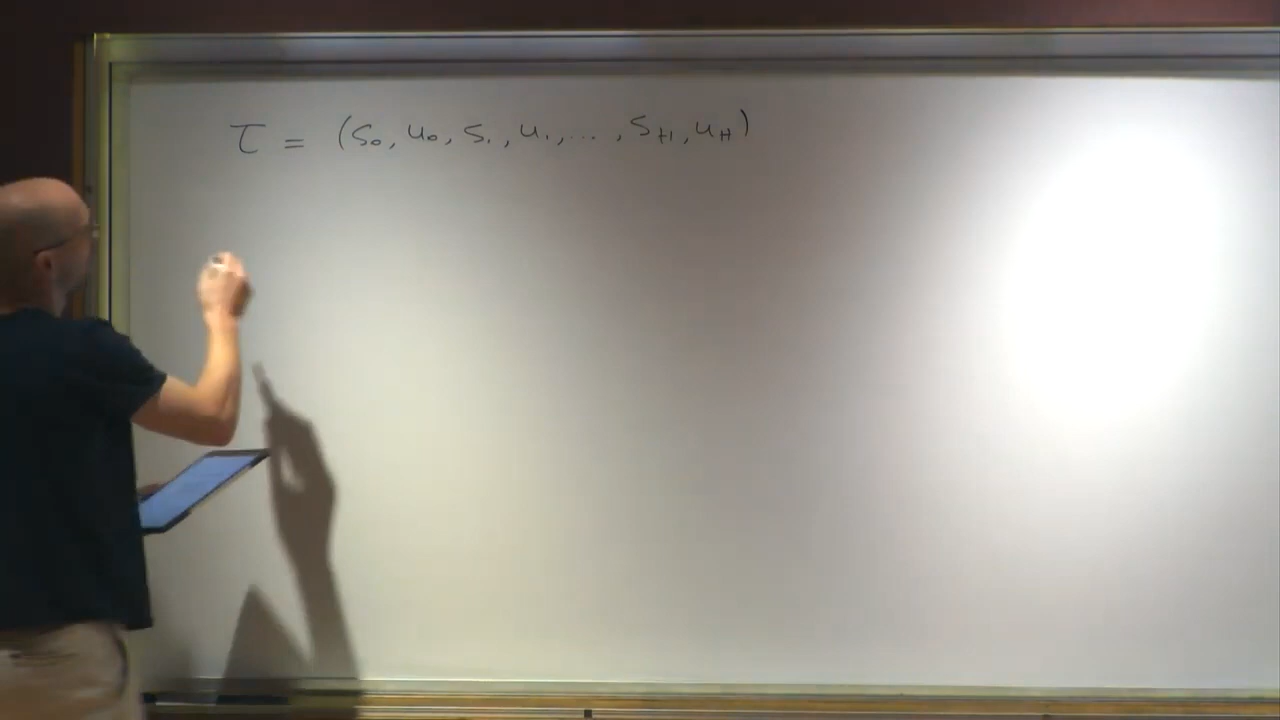 τ = (s₀, u₀, s₁, u₁, ... , s_H, u_H)